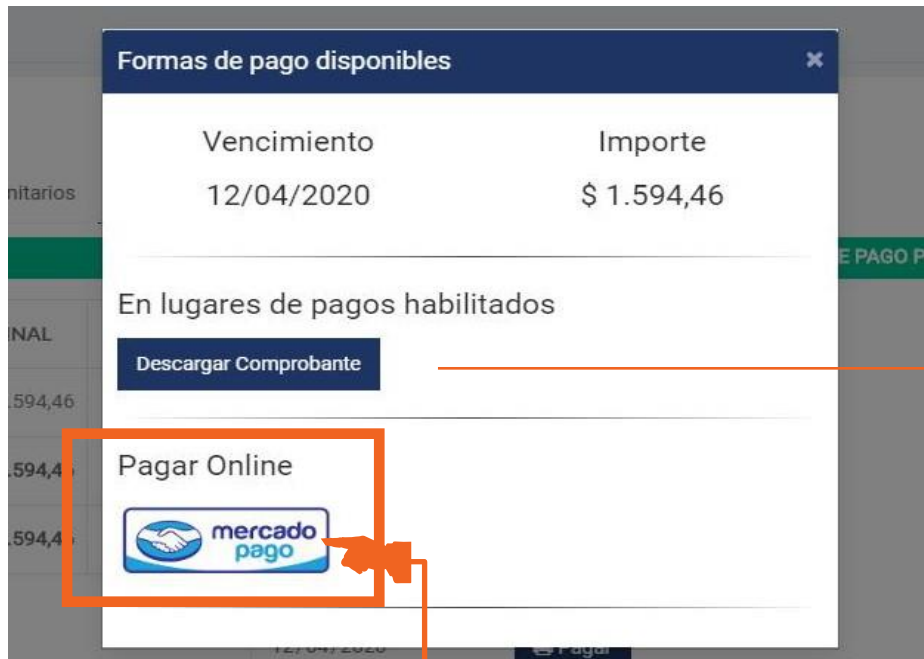 Formas de pago disponibles
Vencimiento Importe
12/04/2020 $ 1.594,46
nitarios
E PAGO P
En lugares de pagos habilitados
NAL
Descargar Comprobante
.594,46
Pagar Online
.594,4
mercado
pago
.594,4
12/04/2020 Pagar